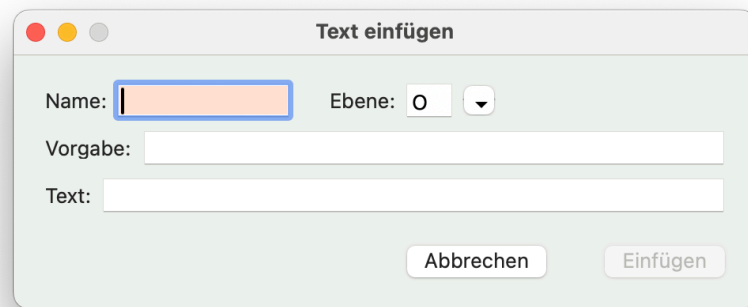 Text einfügen
Name: Ebene: 0
Vorgabe:
Text:
Abbrechen Einfügen